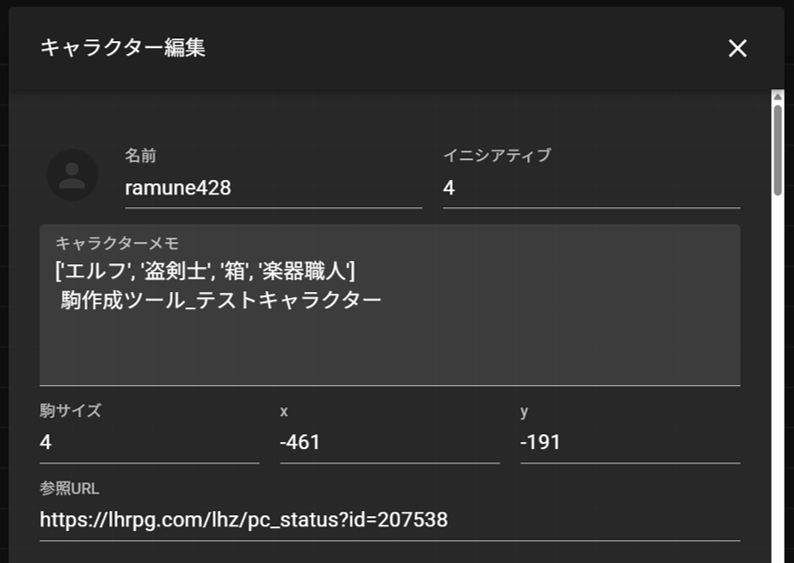 キャラクター編集
名前
イニシアティブ
ramune428
4
キャラクターメモ
['エルフ', '盗剣士', '箱', '楽器職人']
駒作成ツール_テストキャラクター
駒サイズ
x
y
4
-461
-191
参照URL
https://lhrpg.com/lhz/pc_status?id=207538